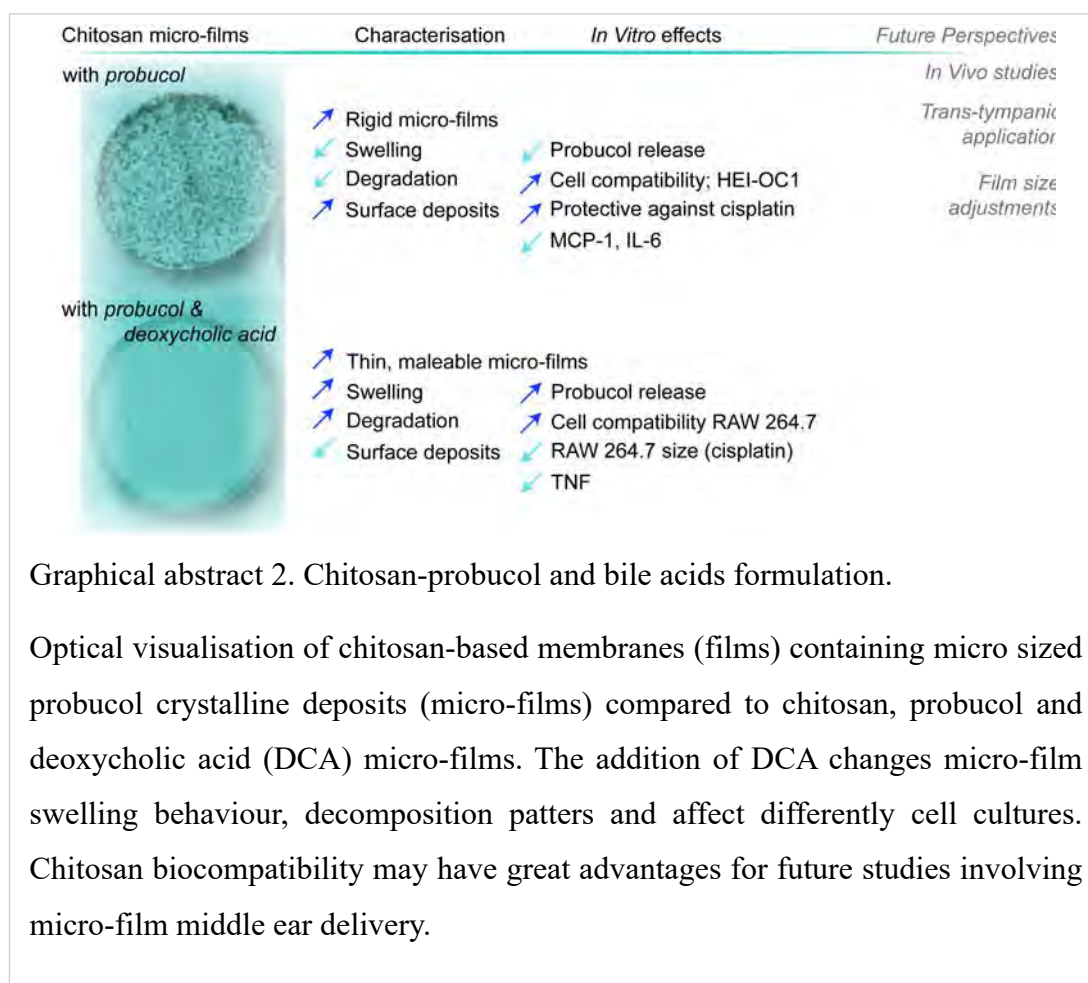 Chitosan micro-films Characterisation In Vitro effects Future Perspectives
with probucol
In Vivo studies
Trans-tympanic
application
Film size
adjustments
Rigid micro-films
Swelling
Degradation
Surface deposits
Probucol release
Cell compatibility; HEI-OC1
Protective against cisplatin
MCP-1, IL-6
with probucol &
deoxycholic acid
Thin, maleable micro-films
Swelling
Degradation
Surface deposits
Probucol release
Cell compatibility RAW 264.7
RAW 264.7 size (cisplatin)
TNF
Graphical abstract 2. Chitosan-probucol and bile acids formulation.
Optical visualisation of chitosan-based membranes (films) containing micro sized
probucol crystalline deposits (micro-films) compared to chitosan, probucol and
deoxycholic acid (DCA) micro-films. The addition of DCA changes micro-film
swelling behaviour, decomposition patters and affect differently cell cultures.
Chitosan biocompatibility may have great advantages for future studies involving
micro-film middle ear delivery.